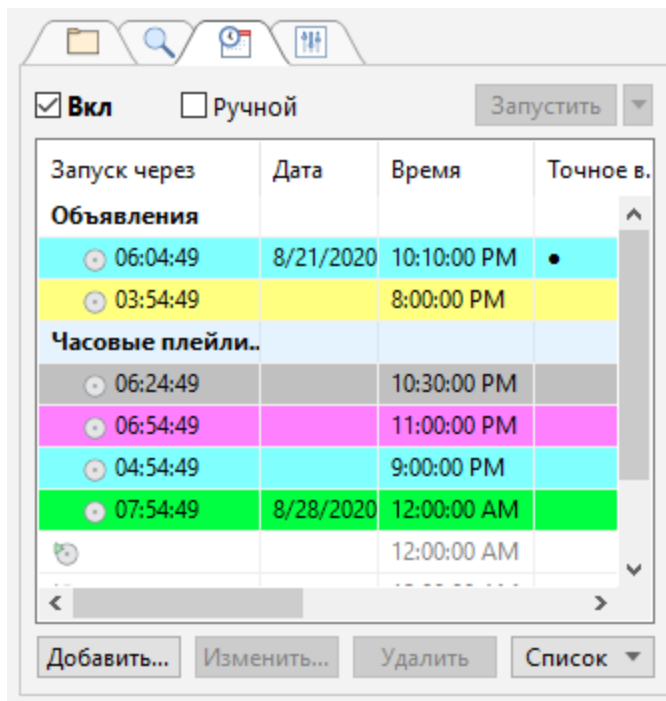 Вкл Ручной Запустить
Запуск через Дата Время Точное в.
Объявления
06:04:49 8/21/2020 10:10:00 PM •
03:54:49 8:00:00 PM
Часовые плейли..
06:24:49 10:30:00 PM
06:54:49 11:00:00 PM
04:54:49 9:00:00 PM
07:54:49 8/28/2020 12:00:00 AM
12:00:00 AM
Добавить... Изменить... Удалить Список